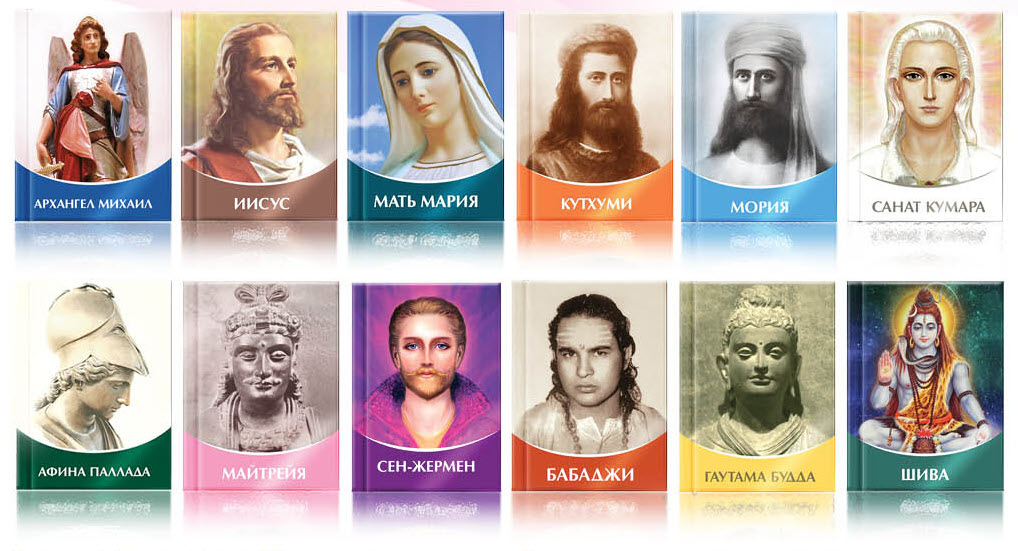 АРХАНГЕЛ МИХАИЛ
ИИСУС
МАТЬ МАРИЯ
КУТХУМИ
МОРИЯ
САНАТ КУМАРА
АФИНА ПАЛЛАДА
МАЙТРЕЙЯ
СЕН-ЖЕРМЕН
БАБАДЖИ
ГАУТАМА БУДДА
ШИВА